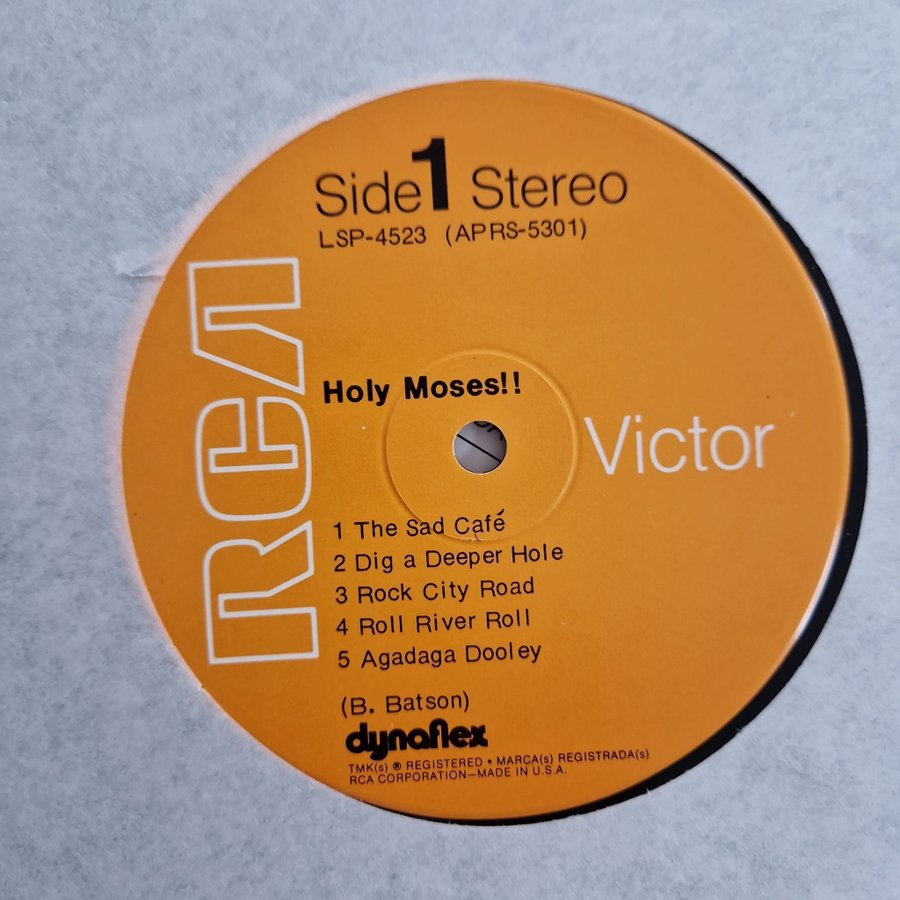 Side 1 Stereo
LSP-4523 (APRS-5301)
RCA
Holy Moses!!
Victor
1 The Sad Café
2 Dig a Deeper Hole
3 Rock City Road
4 Roll River Roll
5 Agadaga Dooley
(B. Batson)
dynaflex
TMK(s) ® REGISTERED • MARCA(s) REGISTRADA(s)
RCA CORPORATION—MADE IN U.S.A.